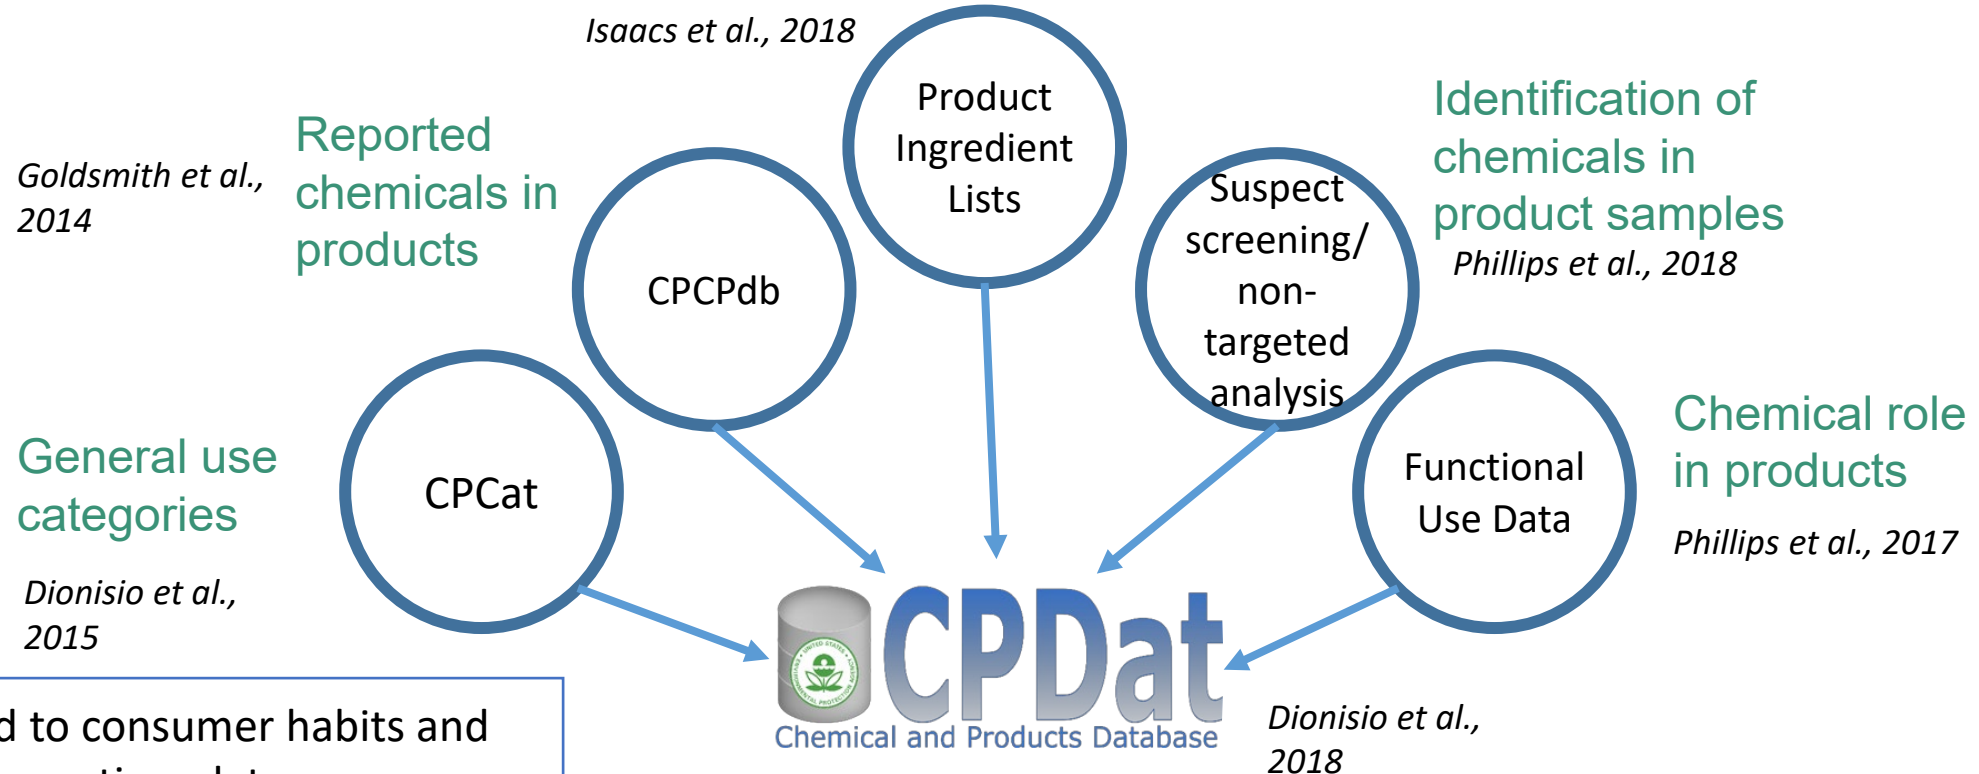 Isaacs et al., 2018
Product
Ingredient
Lists
Reported
chemicals in
products
Goldsmith et al.,
2014
CPCPdb
Suspect
screening/
non-
targeted
analysis
Identification of
chemicals in
product samples
Phillips et al., 2018
General use
categories
Dionisio et al.,
2015
CPCat
Functional
Use Data
Chemical role
in products
Phillips et al., 2017
CPDat
Chemical and Products Database
Dionisio et al.,
2018
d to consumer habits and